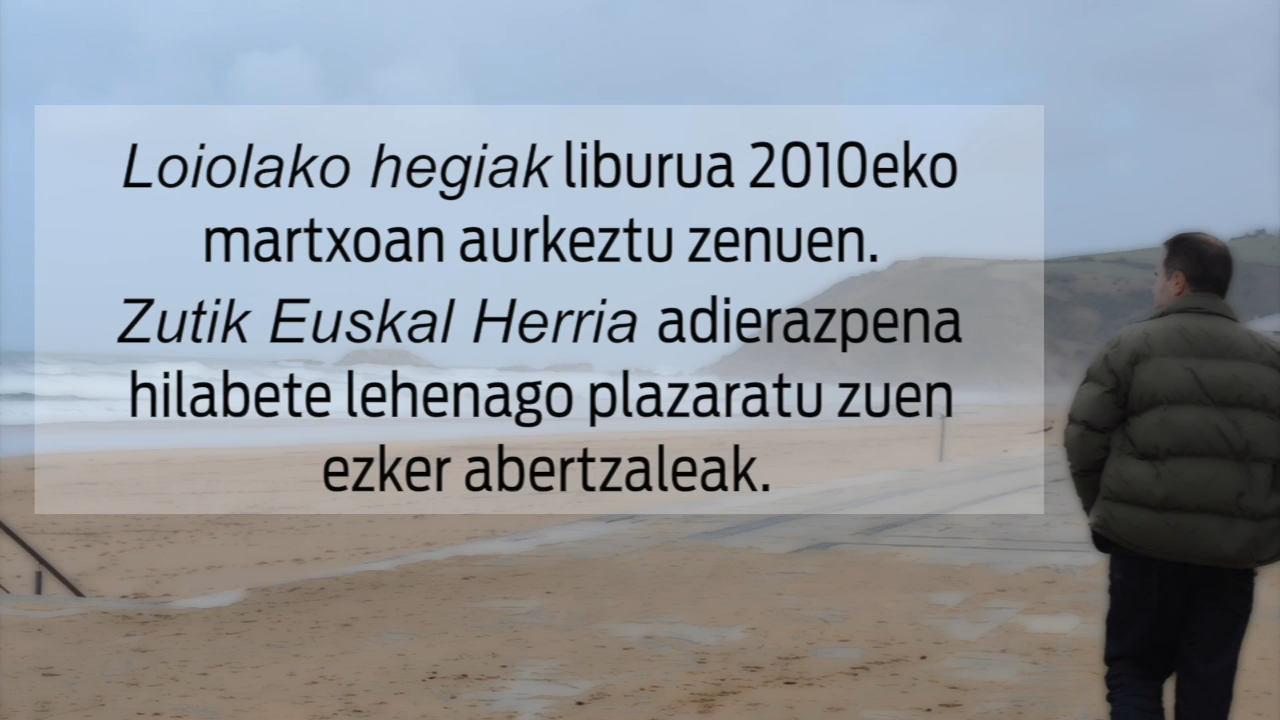 Loiolako hegiak liburua 2010eko
martxoan aurkeztu zenuen.
Zutik Euskal Herria adierazpena
hilabete lehenago plazaratu zuen
ezker abertzaleak.